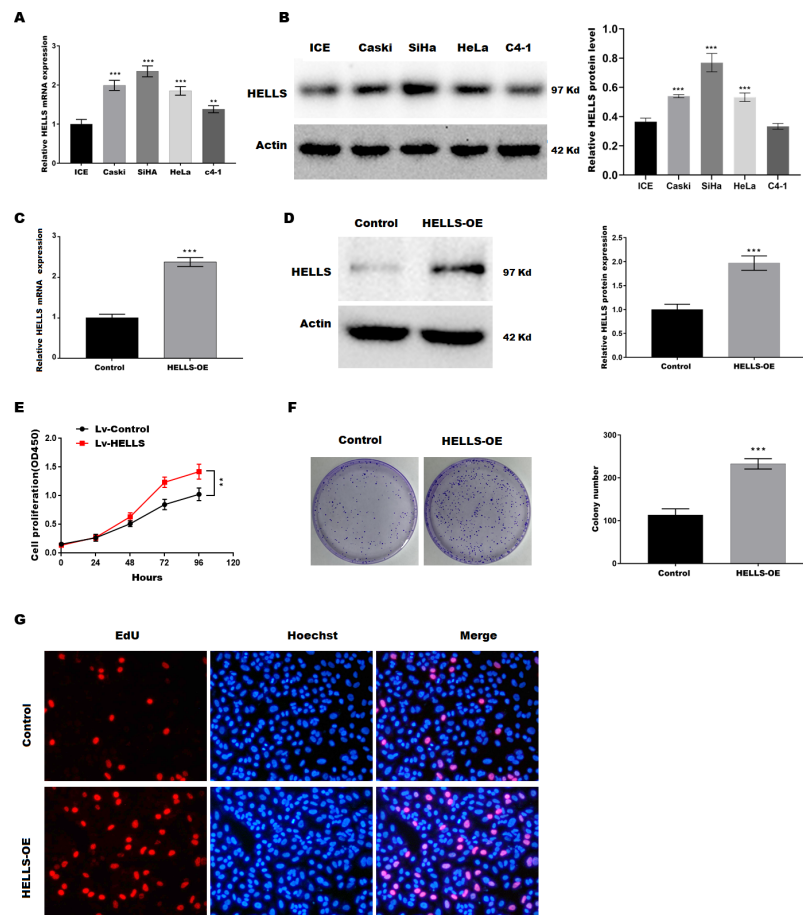 A
Relative HELLS mRNA expression
3
2
1
0
***
***
***
**
ICE Caski SiHA HeLa c4-1
B
ICE Caski SiHa HeLa C4-1
HELLS
97 Kd
Actin
42 Kd
Relative HELLS protein level
1.0
0.8
0.6
0.4
0.2
0.0
***
***
***
ICE Caski SiHa HeLa C4-1
C
Relative HELLS mRNA expression
3
2
1
0
***
Control HELLS-OE
D
Control HELLS-OE
HELLS
97 Kd
Actin
42 Kd
Relative HELLS protein expression
2.5
2.0
1.5
1.0
0.5
0.0
***
Control HELLS-OE
E
Lv-Control
Lv-HELLS
Cell proliferation(OD450)
2.0
1.5
1.0
0.5
0.0
**
0 24 48 72 96 120
Hours
F
Control HELLS-OE
Colony number
300
200
100
0
***
Control HELLS-OE
G
EdU Hoechst Merge
Control
HELLS-OE